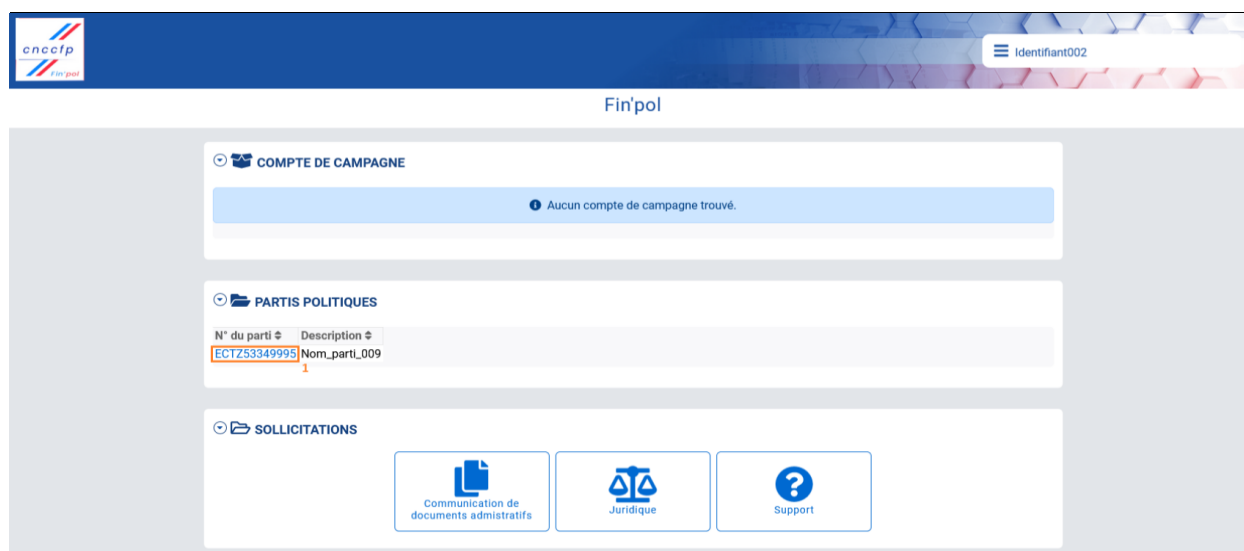 cnccfp
Fin'pol
Identifiant002
Fin'pol
COMPTE DE CAMPAGNE
Aucun compte de campagne trouvé.
PARTIS POLITIQUES
N° du parti Description
ECTZ53349995 Nom_parti_009
1
SOLLICITATIONS
Communication de
documents admistratifs
Juridique
Support